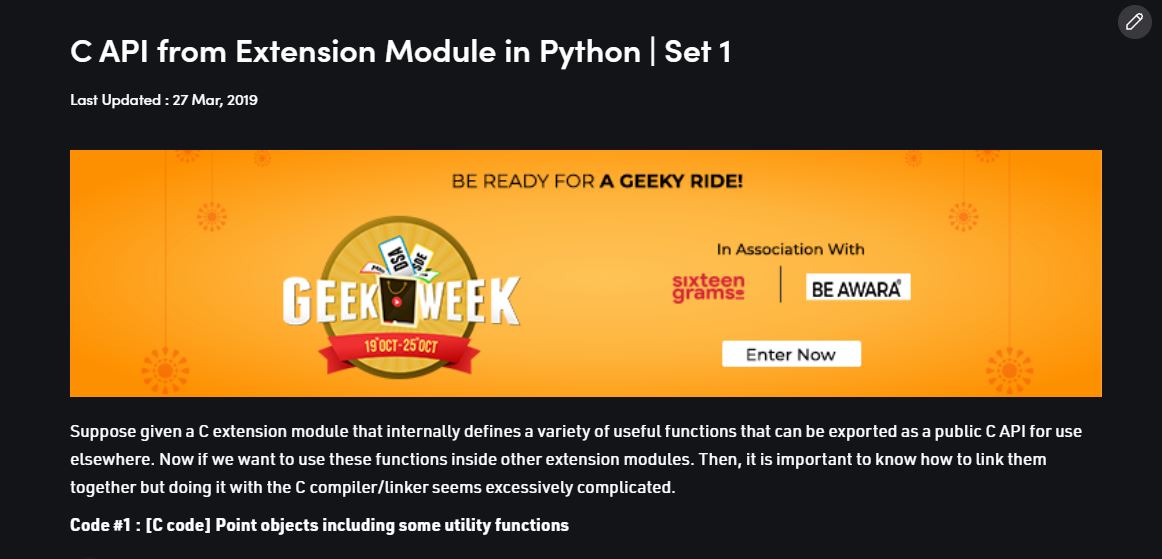 C API from Extension Module in Python | Set 1
Last Updated : 27 Mar, 2019
BE READY FOR A GEEKY RIDE!
DSA
SDE
GEEK WEEK
19th OCT-25th OCT
In Association With
sixteen
grams
BE AWARA
Enter Now
Suppose given a C extension module that internally defines a variety of useful functions that can be exported as a public C API for use
elsewhere. Now if we want to use these functions inside other extension modules. Then, it is important to know how to link them
together but doing it with the C compiler/linker seems excessively complicated.
Code #1 : [C code] Point objects including some utility functions